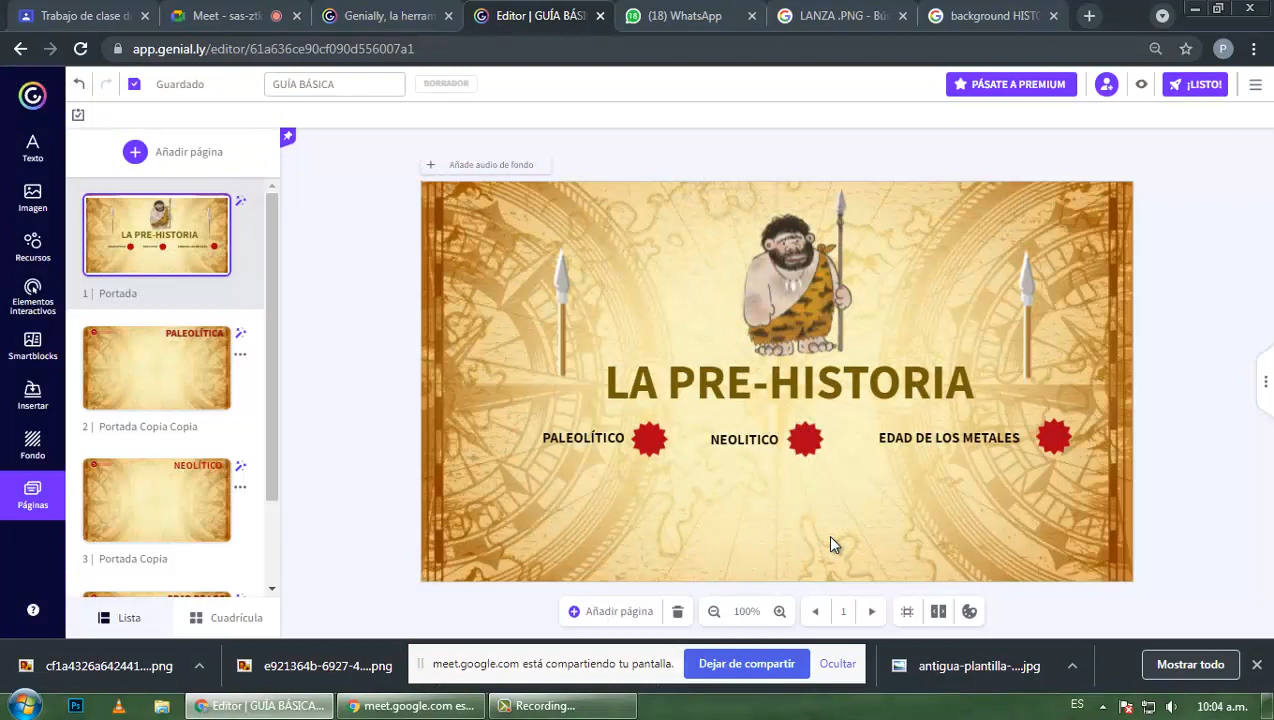 Trabajo de clase
Meet - sas-ztk
Genially, la herram
Editor | GUÍA BÁSI
(18) WhatsApp
LANZA .PNG - Bús
background HISTO
app.genial.ly/editor/61a636ce90cf090d556007a1
P
Guardado
GUÍA BÁSICA
BORRADOR
PÁSATE A PREMIUM
¡LISTO!
Texto
Imagen
Recursos
Elementos
interactivos
Smartblocks
Insertar
Fondo
Páginas
Añadir página
LA PRE-HISTORIA
1 | Portada
PALEOLÍTICA
2 | Portada Copia Copia
NEOLÍTICO
3 | Portada Copia
Lista
Cuadrícula
Añade audio de fondo
LA PRE-HISTORIA
PALEOLÍTICO
NEOLITICO
EDAD DE LOS METALES
Añadir página
100%
1
cf1a4326a642441....png
e921364b-6927-4....png
meet.google.com está compartiendo tu pantalla.
Dejar de compartir
Ocultar
antigua-plantilla-....jpg
Mostrar todo
Editor | GUÍA BÁSICA...
meet.google.com es...
Recording...
ES
10:04 a.m.